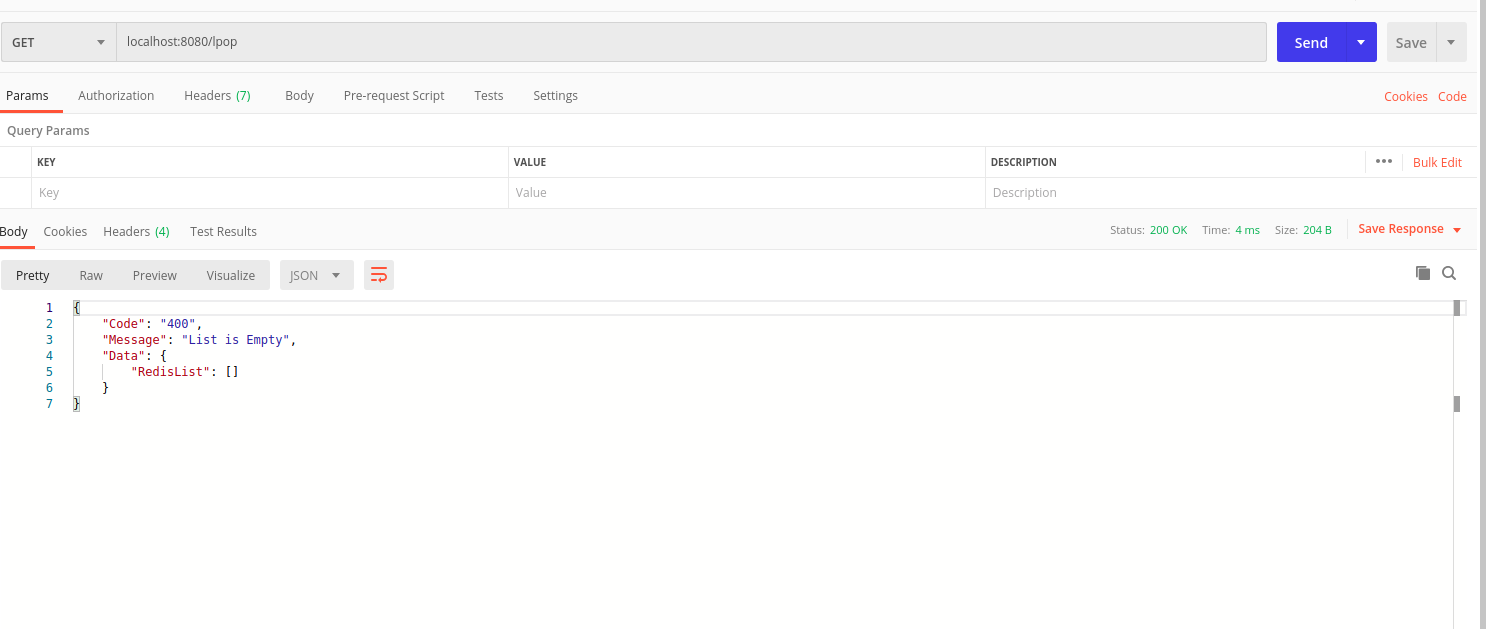 GET localhost:8080/lpop Send Save
Params Authorization Headers (7) Body Pre-request Script Tests Settings Cookies Code
Query Params
KEY VALUE DESCRIPTION ••• Bulk Edit
Key Value Description
Body Cookies Headers (4) Test Results Status: 200 OK Time: 4 ms Size: 204 B Save Response
Pretty Raw Preview Visualize JSON
1 {
2 "Code": "400",
3 "Message": "List is Empty",
4 "Data": {
5 "RedisList": []
6 }
7 }